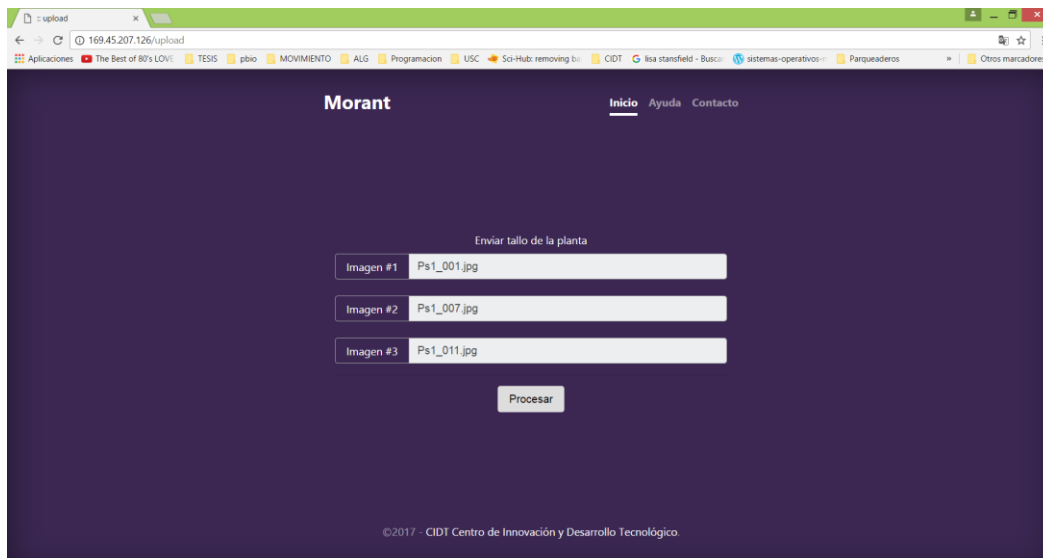 :: upload
169.45.207.126/upload
Aplicaciones The Best of 80's LOVE TESIS pbio MOVIMIENTO ALG Programacion USC Sci-Hub: removing ba CIDT lisa stansfield - Busca sistemas-operativos- Parqueaderos » Otros marcadores
Morant Inicio Ayuda Contacto
Enviar tallo de la planta
Imagen #1 Ps1_001.jpg
Imagen #2 Ps1_007.jpg
Imagen #3 Ps1_011.jpg
Procesar
©2017 - CIDT Centro de Innovación y Desarrollo Tecnológico.